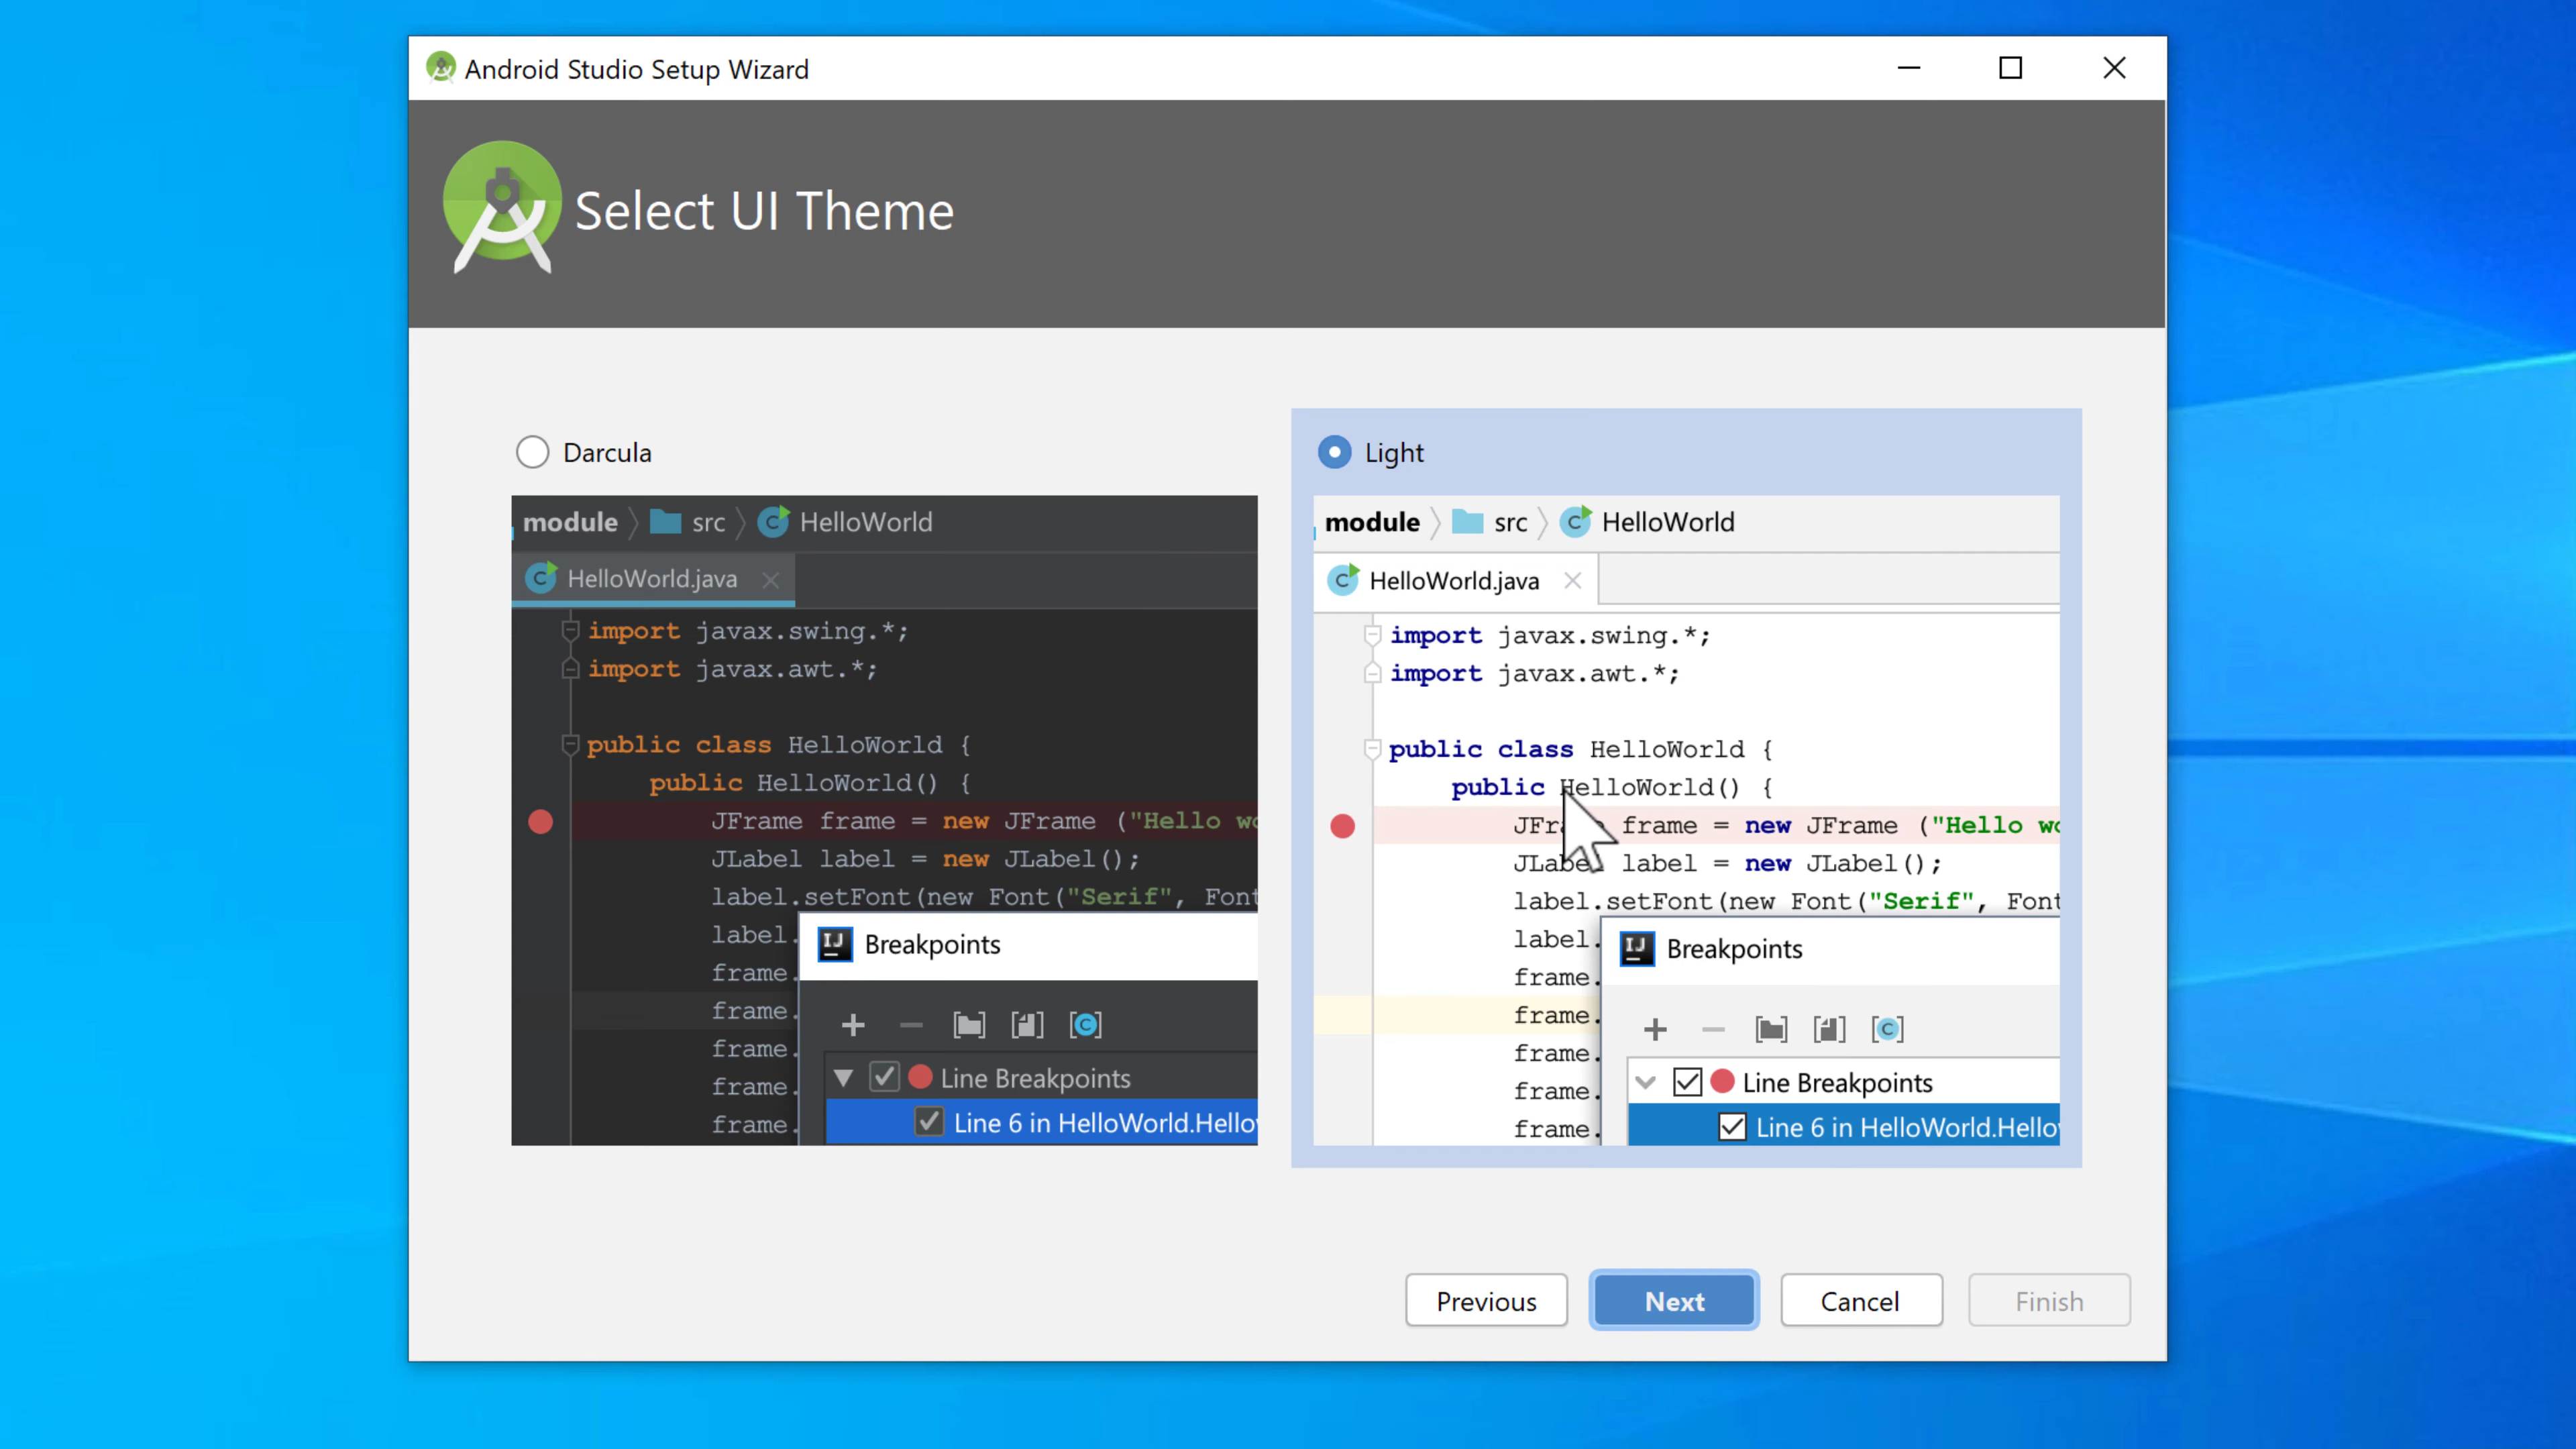 Android Studio Setup Wizard
Select UI Theme
Darcula
module src HelloWorld
HelloWorld.java
import javax.swing.*;
import javax.awt.*;
public class HelloWorld {
public HelloWorld() {
JFrame frame = new JFrame ("Hello wo
JLabel label = new JLabel();
label.setFont(new Font("Serif", Font
label.
frame.
frame.
frame.
frame.
frame.
IJ Breakpoints
Line Breakpoints
Line 6 in HelloWorld.Hello
Light
module src HelloWorld
HelloWorld.java
import javax.swing.*;
import javax.awt.*;
public class HelloWorld {
public HelloWorld() {
frame = new JFrame ("Hello wo
JLabel label = new JLabel();
label.setFont(new Font("Serif", Font
label.
frame.
frame.
frame.
frame.
frame.
IJ Breakpoints
Line Breakpoints
Line 6 in HelloWorld.Hello
Previous Next Cancel Finish